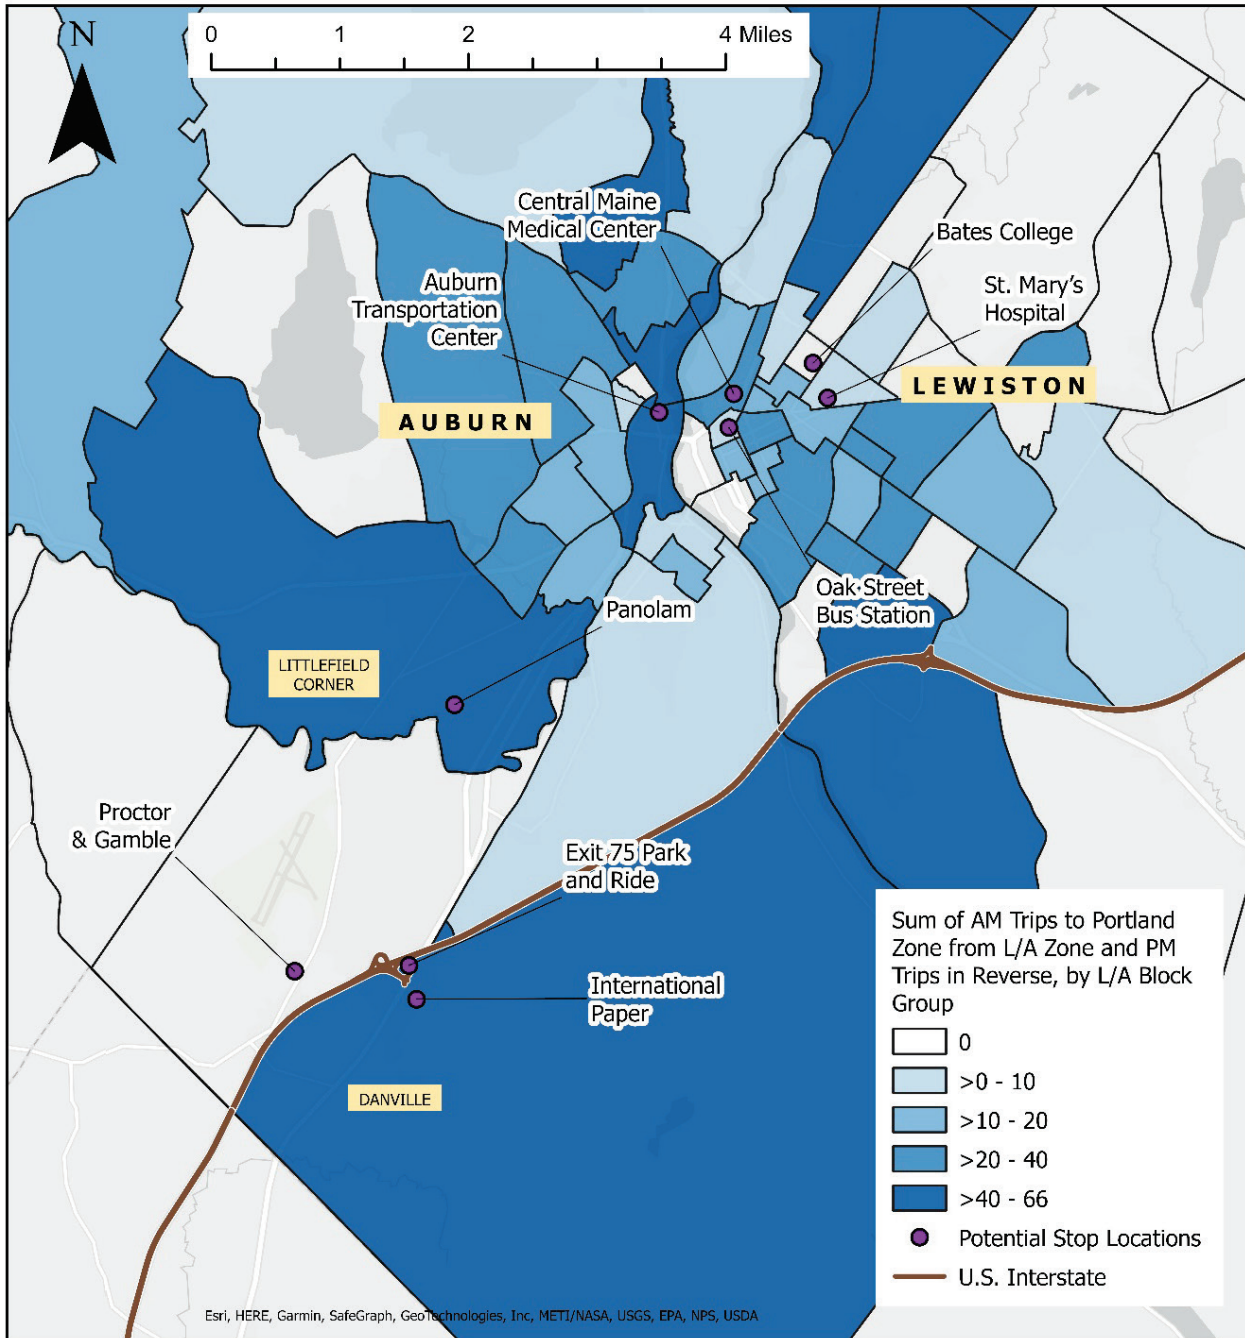 N
0 1 2 4 Miles
Central Maine
Medical Center
Bates College
Auburn
Transportation
Center
St. Mary's
Hospital
LEWISTON
AUBURN
Oak Street
Bus Station
Panolam
LITTLEFIELD
CORNER
Proctor
& Gamble
Exit 75 Park
and Ride
International
Paper
DANVILLE
Sum of AM Trips to Portland
Zone from L/A Zone and PM
Trips in Reverse, by L/A Block
Group
0
>0 - 10
>10 - 20
>20 - 40
>40 - 66
Potential Stop Locations
U.S. Interstate
Esri, HERE, Garmin, SafeGraph, GeoTechnologies, Inc, METI/NASA, USGS, EPA, NPS, USDA